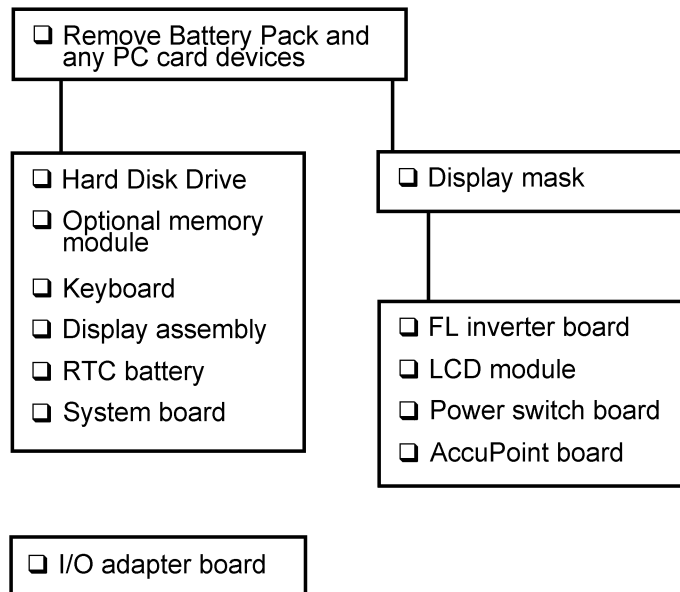 ❑ Remove Battery Pack and
any PC card devices
❑ Hard Disk Drive
❑ Optional memory
module
❑ Keyboard
❑ Display assembly
❑ RTC battery
❑ System board
❑ Display mask
❑ FL inverter board
❑ LCD module
❑ Power switch board
❑ AccuPoint board
❑ I/O adapter board